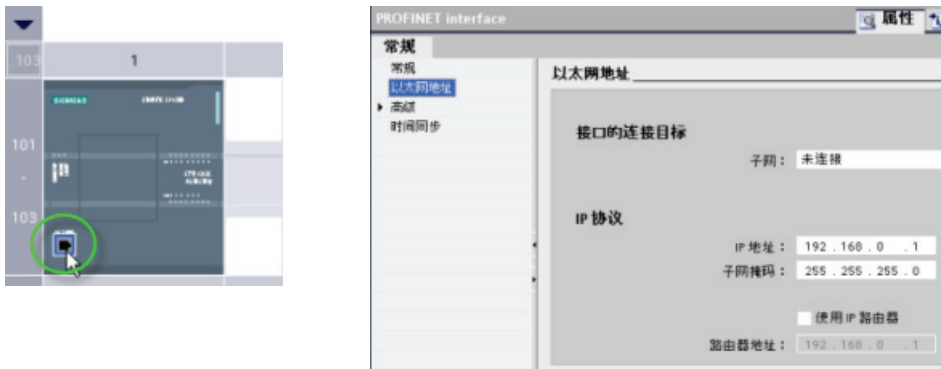 103
1
SIEMENS
101
-
103
PROFINET interface
属性
常规
常规
以太网地址
高级
时间同步
以太网地址
接口的连接目标
子网： 未连接
IP 协议
IP 地址： 192 . 168 . 0 . 1
子网掩码： 255 . 255 . 255 . 0
使用 IP 路由器
路由器地址： 192 . 168 . 0 . 1